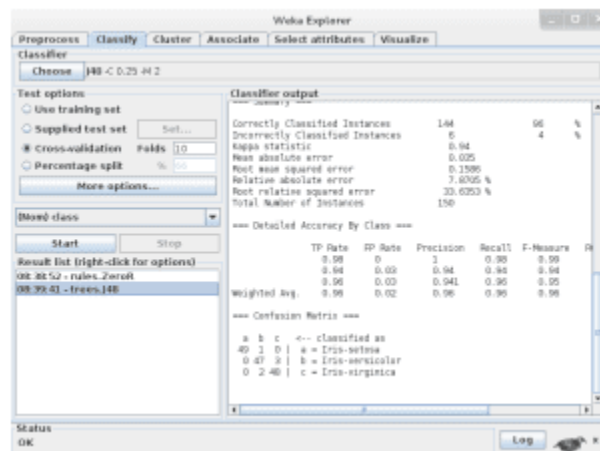 Weka Explorer
Preprocess Classify Cluster Associate Select attributes Visualize
Classifier
Choose J48 -C 0.25 -M 2
Test options
Use training set
Supplied test set Set...
Cross-validation Folds 10
Percentage split %
More options...
(Nom) class
Start Stop
Result list (right-click for options)
08:38:52 - rules.ZeroR
08:39:41 - trees.J48
Classifier output
=== Summary ===
Correctly Classified Instances 144 96 %
Incorrectly Classified Instances 6 4 %
Kappa statistic 0.94
Mean absolute error 0.035
Root mean squared error 0.1586
Relative absolute error 7.8705 %
Root relative squared error 33.6353 %
Total Number of Instances 150
=== Detailed Accuracy By Class ===
TP Rate FP Rate Precision Recall F-Measure
0.98 0 1 0.98 0.99
0.94 0.03 0.94 0.94 0.94
0.96 0.03 0.941 0.96 0.95
Weighted Avg. 0.96 0.02 0.96 0.96 0.96
=== Confusion Matrix ===
a b c <-- classified as
49 1 0 | a = Iris-setosa
0 47 3 | b = Iris-versicolor
0 2 48 | c = Iris-virginica
Status
OK
Log
x